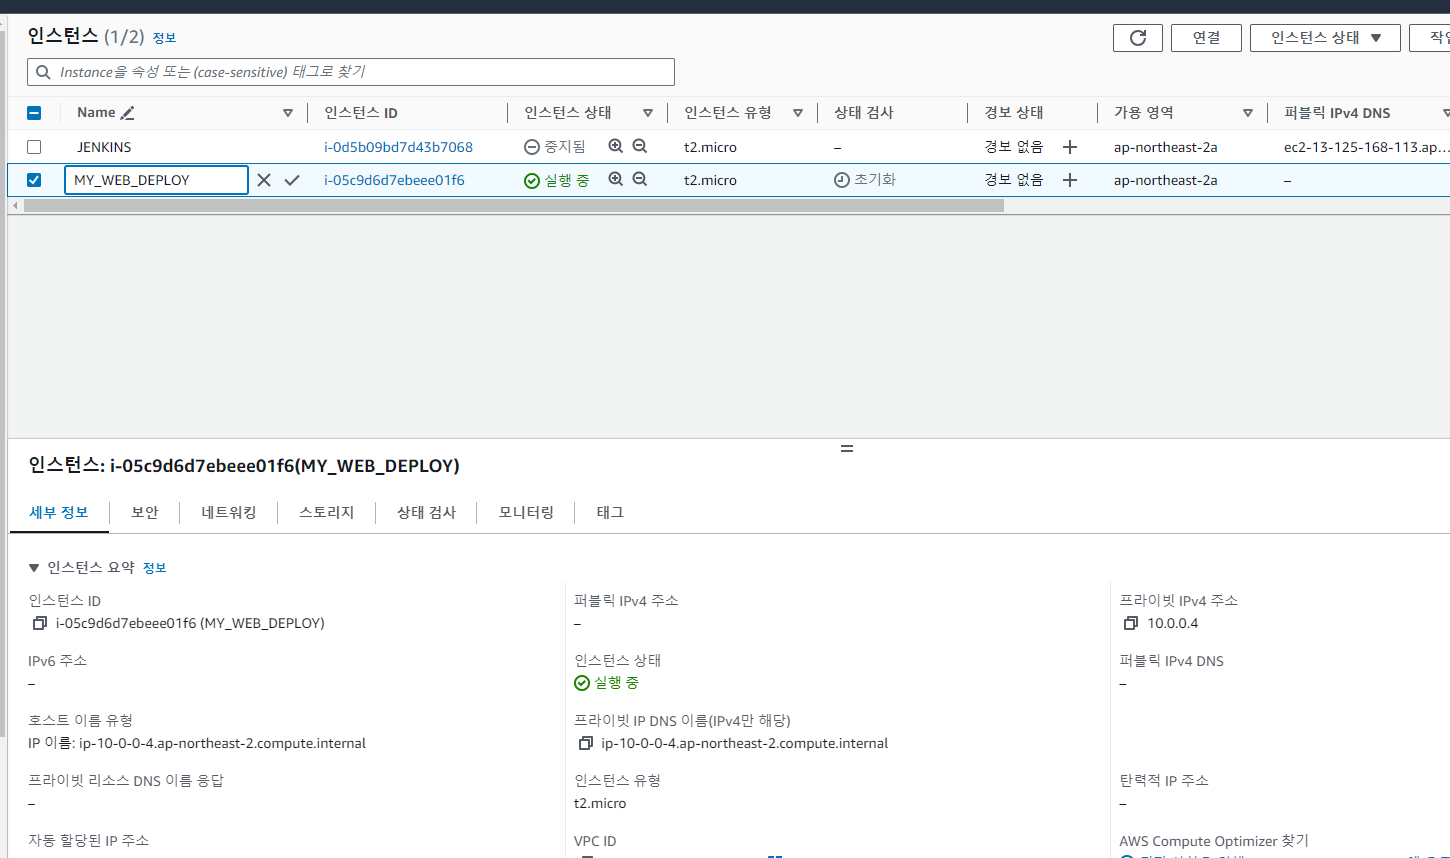 인스턴스 (1/2) 정보
연결
인스턴스 상태
Instance을 속성 또는 (case-sensitive) 태그로 찾기
Name 인스턴스 ID 인스턴스 상태 인스턴스 유형 상태 검사 경보 상태 가용 영역 퍼블릭 IPv4 DNS
JENKINS i-0d5b09bd7d43b7068 중지됨 t2.micro – 경보 없음 ap-northeast-2a ec2-13-125-168-113.ap...
MY_WEB_DEPLOY i-05c9d6d7ebeee01f6 실행 중 t2.micro 초기화 경보 없음 ap-northeast-2a –
인스턴스: i-05c9d6d7ebeee01f6(MY_WEB_DEPLOY)
세부 정보 보안 네트워킹 스토리지 상태 검사 모니터링 태그
인스턴스 요약 정보
인스턴스 ID 퍼블릭 IPv4 주소 프라이빗 IPv4 주소
i-05c9d6d7ebeee01f6 (MY_WEB_DEPLOY) – 10.0.0.4
IPv6 주소 인스턴스 상태 퍼블릭 IPv4 DNS
– 실행 중 –
호스트 이름 유형 프라이빗 IP DNS 이름(IPv4만 해당)
IP 이름: ip-10-0-0-4.ap-northeast-2.compute.internal ip-10-0-0-4.ap-northeast-2.compute.internal
프라이빗 리소스 DNS 이름 응답 인스턴스 유형 탄력적 IP 주소
– t2.micro –
자동 할당된 IP 주소 VPC ID AWS Compute Optimizer 찾기